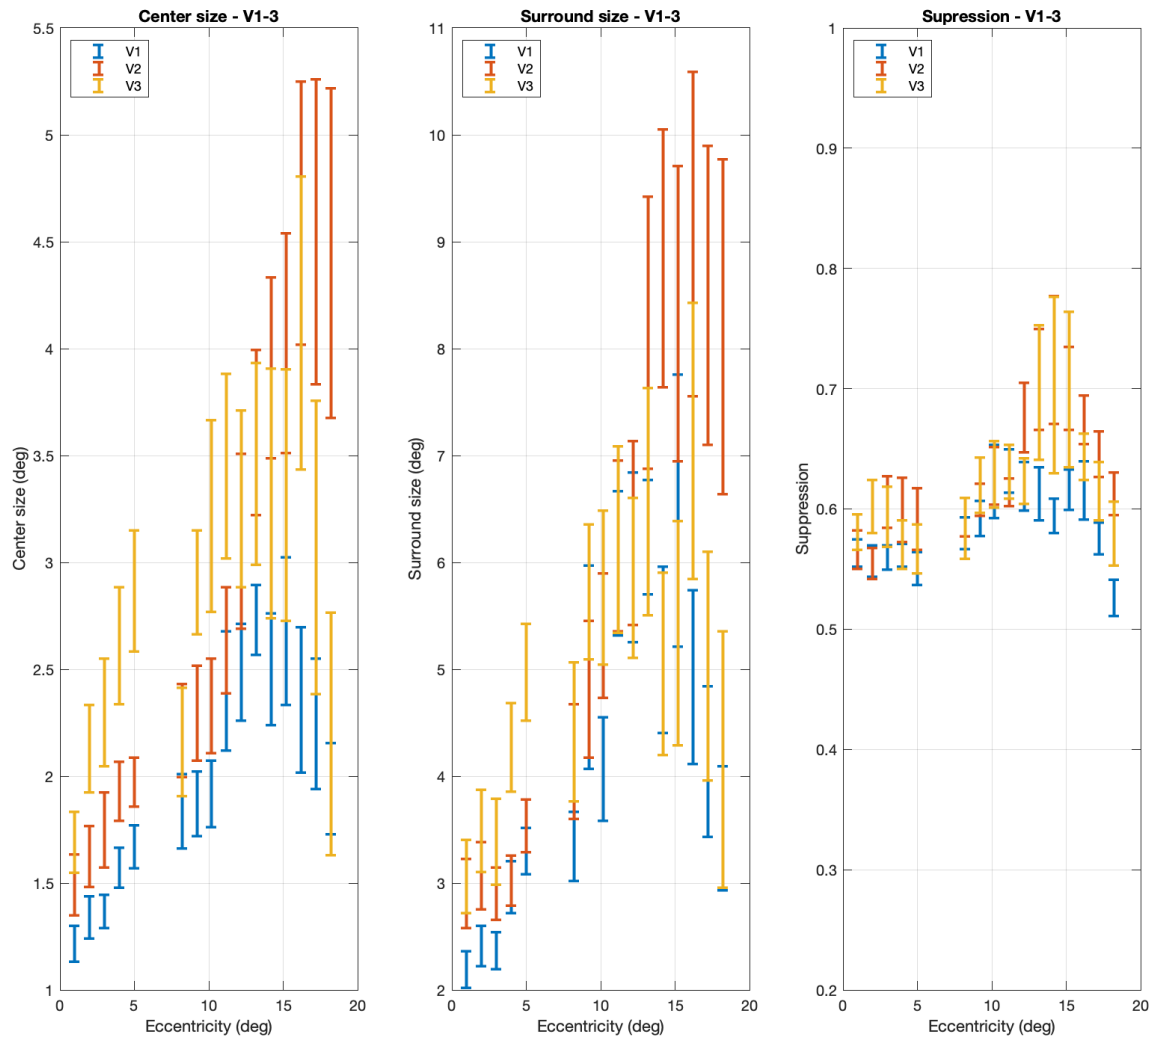 Center size - V1-3
5.5
5
4.5
4
3.5
3
2.5
2
1.5
1
0
5
10
15
20
Center size (deg)
Eccentricity (deg)
V1
V2
V3
Surround size - V1-3
11
10
9
8
7
6
5
4
3
2
0
5
10
15
20
Surround size (deg)
Eccentricity (deg)
V1
V2
V3
Supression - V1-3
1
0.9
0.8
0.7
0.6
0.5
0.4
0.3
0.2
0
5
10
15
20
Suppression
Eccentricity (deg)
V1
V2
V3